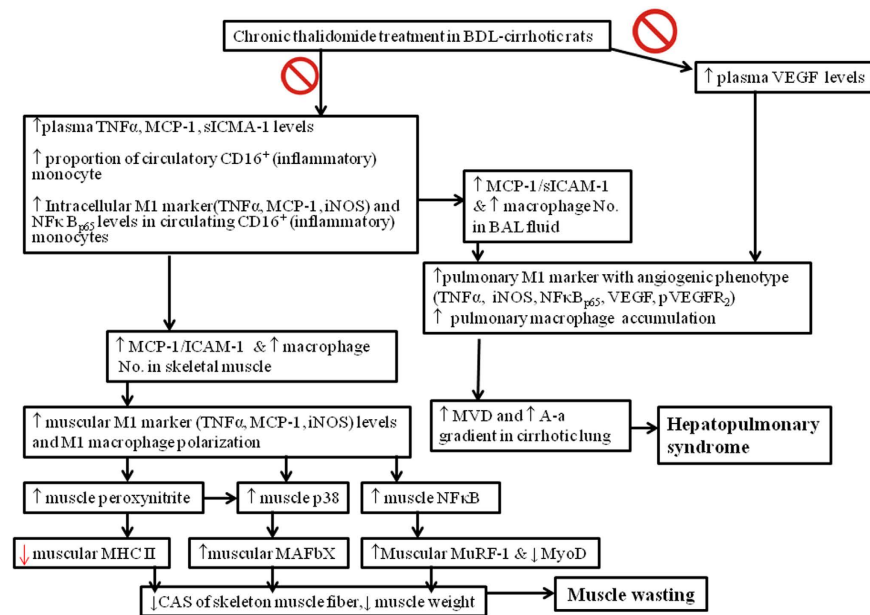 Chronic thalidomide treatment in BDL-cirrhotic rats
↑ plasma VEGF levels
↑plasma TNFα, MCP-1, sICMA-1 levels
↑ proportion of circulatory CD16⁺ (inflammatory)
monocyte
↑ Intracellular M1 marker(TNFα, MCP-1, iNOS) and
NFκB_p65 levels in circulating CD16⁺ (inflammatory)
monocytes
↑ MCP-1/sICAM-1
& ↑ macrophage No.
in BAL fluid
↑pulmonary M1 marker with angiogenic phenotype
(TNFα, iNOS, NFκB_p65, VEGF, pVEGFR₂)
↑ pulmonary macrophage accumulation
↑ MCP-1/ICAM-1 & ↑ macrophage
No. in skeletal muscle
↑ muscular M1 marker (TNFα, MCP-1, iNOS) levels
and M1 macrophage polarization
↑ MVD and ↑ A-a
gradient in cirrhotic lung
Hepatopulmonary
syndrome
↑ muscle peroxynitrite
↑ muscle p38
↑ muscle NFκB
↓ muscular MHC II
↑muscular MAFbX
↑Muscular MuRF-1 & ↓ MyoD
↓CAS of skeleton muscle fiber, ↓ muscle weight
Muscle wasting